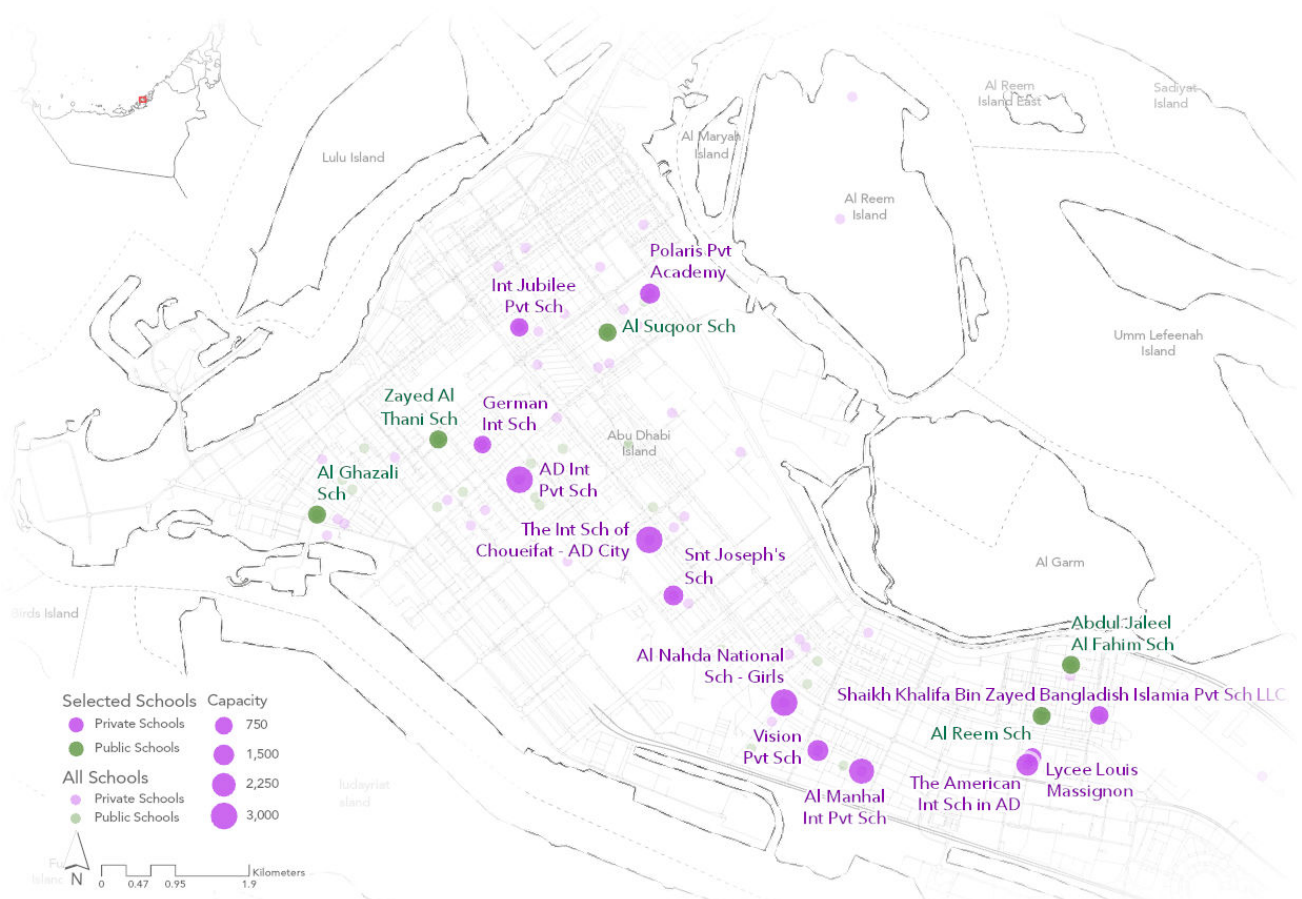 Al Reem
Island East
Sadiyat
Island
Al Maryah
Island
Lulu Island
Al Reem
Island
Polaris Pvt
Academy
Int Jubilee
Pvt Sch
Al Suqoor Sch
Umm Lefeenah
Island
Zayed Al
Thani Sch
German
Int Sch
Abu Dhabi
Island
Al Ghazali
Sch
AD Int
Pvt Sch
The Int Sch of
Choueifat - AD City
Snt Joseph's
Sch
Al Garm
Birds Island
Abdul Jaleel
Al Fahim Sch
Al Nahda National
Sch - Girls
Shaikh Khalifa Bin Zayed Bangladish Islamia Pvt Sch LLC
Al Reem Sch
Vision
Pvt Sch
The American
Int Sch in AD
Lycee Louis
Massignon
Al Manhal
Int Pvt Sch
Selected Schools
Private Schools
Public Schools
All Schools
Private Schools
Public Schools
Capacity
750
1,500
2,250
3,000
N
0 0.47 0.95 1.9
Kilometers